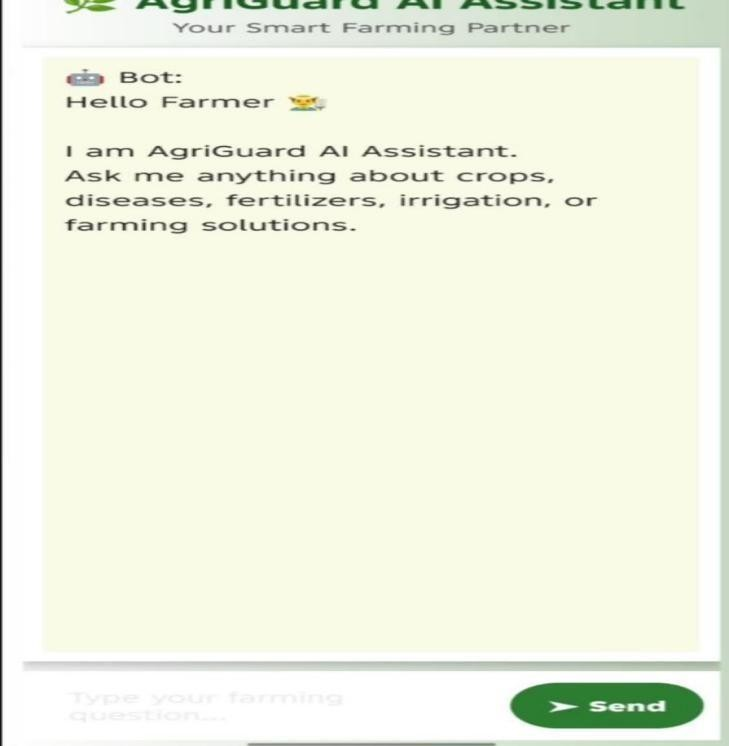 AgriGuard AI Assistant
Your Smart Farming Partner
Bot:
Hello Farmer
I am AgriGuard AI Assistant.
Ask me anything about crops,
diseases, fertilizers, irrigation, or
farming solutions.
Type your farming
question...
Send